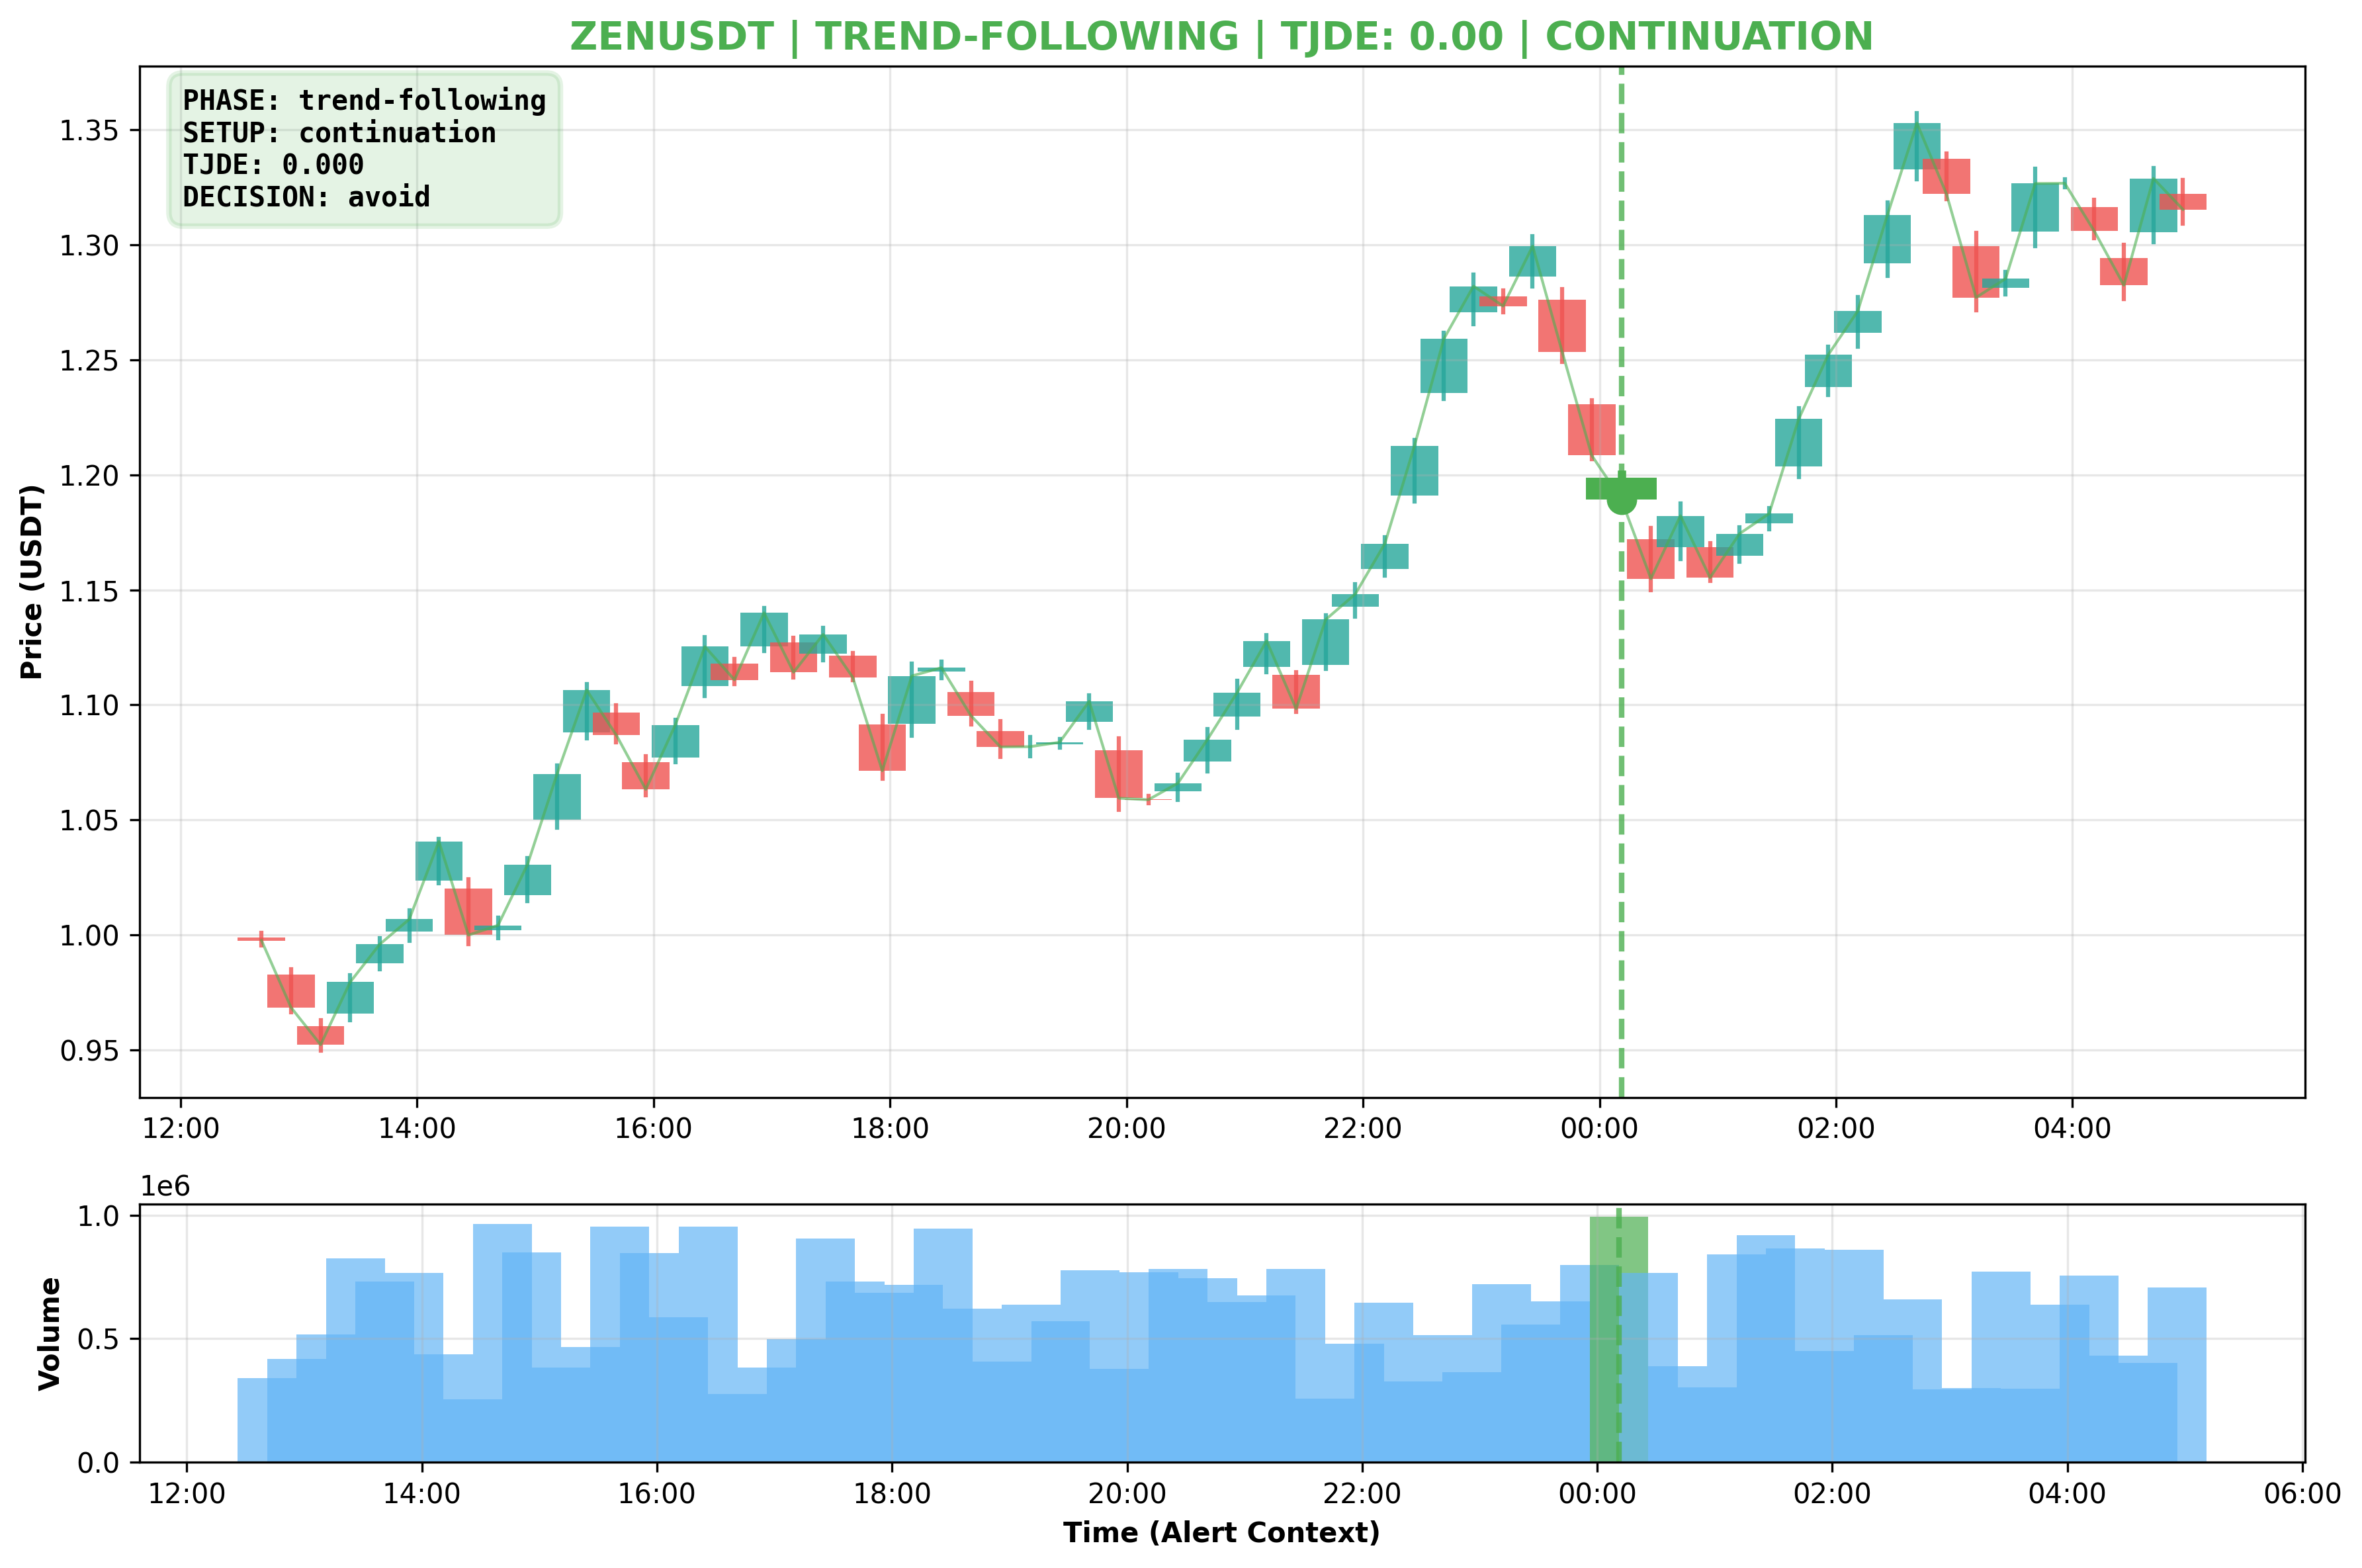 ZENUSDT | TREND-FOLLOWING | TJDE: 0.00 | CONTINUATION
PHASE: trend-following
SETUP: continuation
TJDE: 0.000
DECISION: avoid
Price (USDT)
1.35
1.30
1.25
1.20
1.15
1.10
1.05
1.00
0.95
12:00 14:00 16:00 18:00 20:00 22:00 00:00 02:00 04:00
1e6
Volume
1.0
0.5
0.0
12:00 14:00 16:00 18:00 20:00 22:00 00:00 02:00 04:00 06:00
Time (Alert Context)